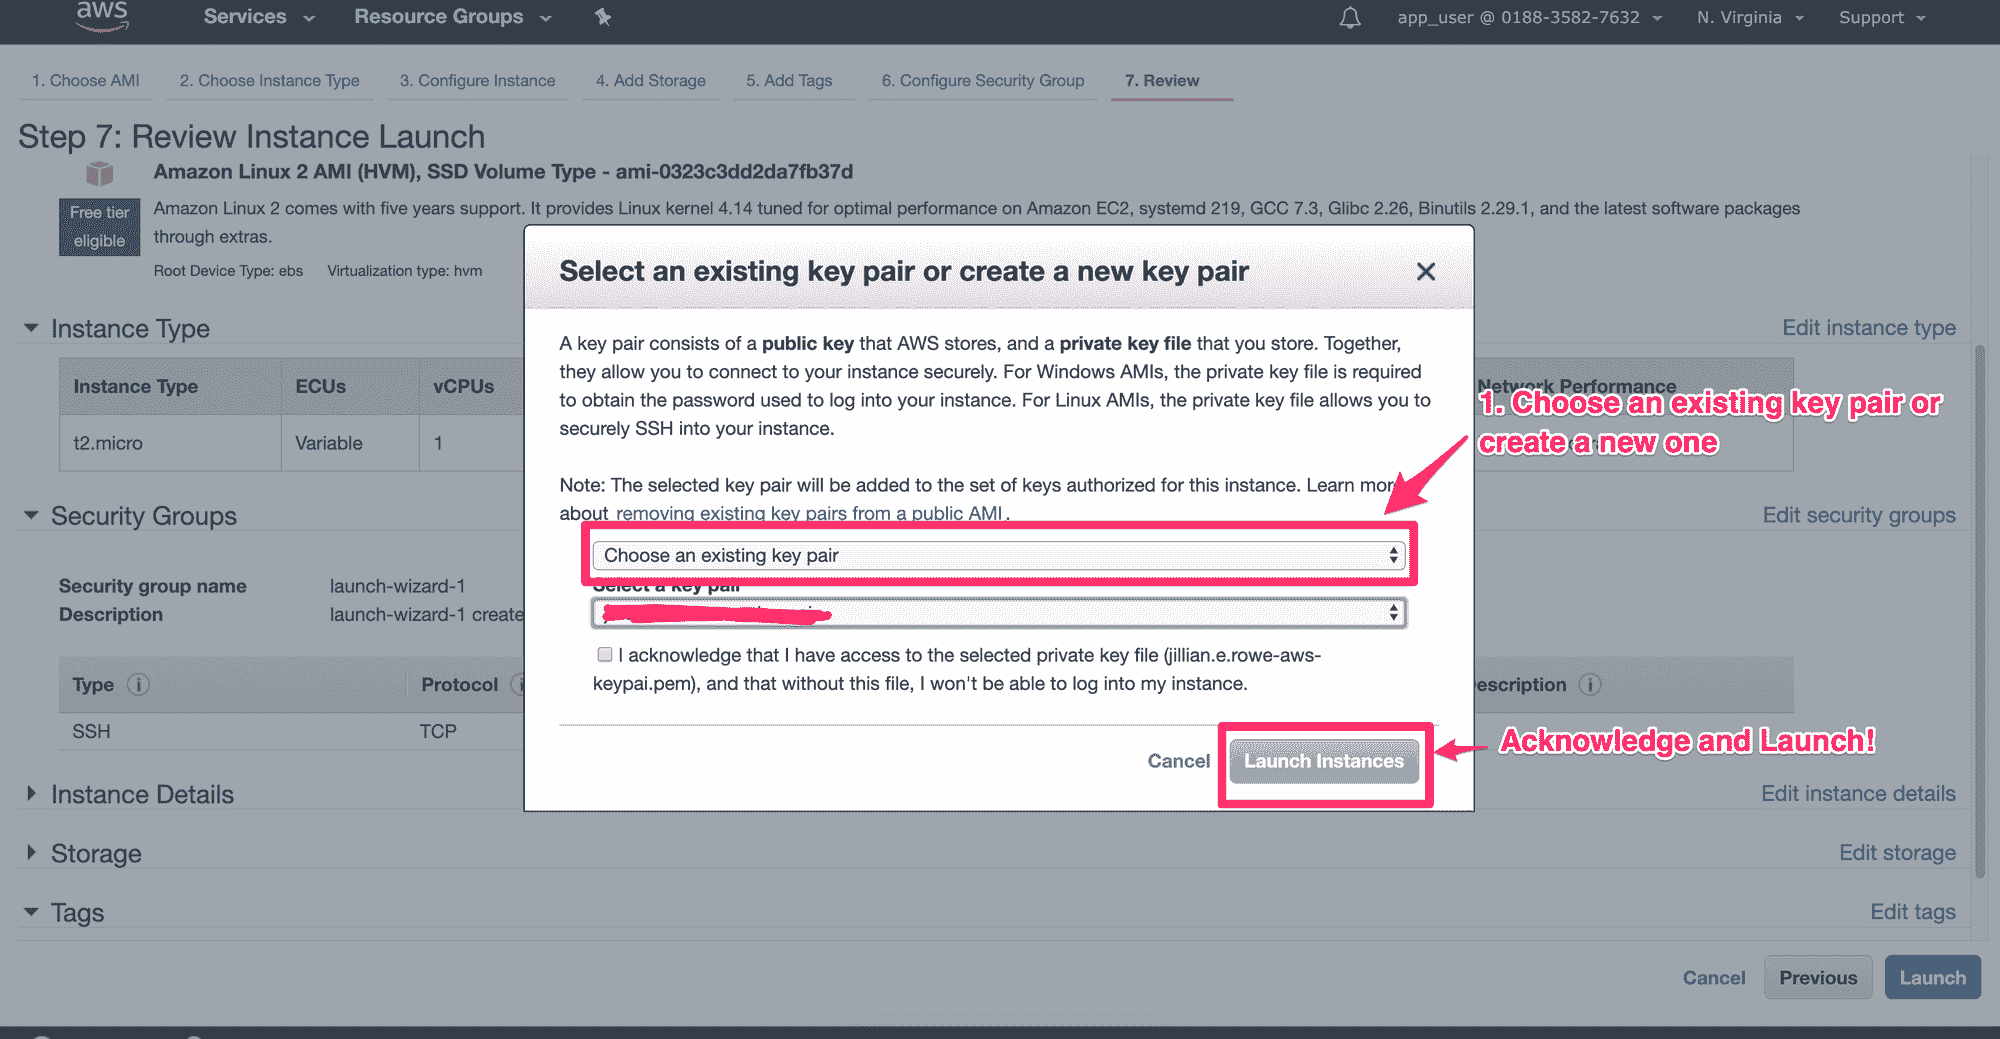 aws Services Resource Groups app_user @ 0188-3582-7632 N. Virginia Support
1. Choose AMI 2. Choose Instance Type 3. Configure Instance 4. Add Storage 5. Add Tags 6. Configure Security Group 7. Review
Step 7: Review Instance Launch
Amazon Linux 2 AMI (HVM), SSD Volume Type - ami-0323c3dd2da7fb37d
Free tier
eligible
Amazon Linux 2 comes with five years support. It provides Linux kernel 4.14 tuned for optimal performance on Amazon EC2, systemd 219, GCC 7.3, Glibc 2.26, Binutils 2.29.1, and the latest software packages
through extras.
Root Device Type: ebs Virtualization type: hvm
Select an existing key pair or create a new key pair
A key pair consists of a public key that AWS stores, and a private key file that you store. Together,
they allow you to connect to your instance securely. For Windows AMIs, the private key file is required
to obtain the password used to log into your instance. For Linux AMIs, the private key file allows you to
securely SSH into your instance.
Note: The selected key pair will be added to the set of keys authorized for this instance. Learn more
about removing existing key pairs from a public AMI.
Choose an existing key pair
Select a key pair
I acknowledge that I have access to the selected private key file (jillian.e.rowe-aws-
keypai.pem), and that without this file, I won't be able to log into my instance.
Cancel Launch Instances
1. Choose an existing key pair or
create a new one
Acknowledge and Launch!
Instance Type Edit instance type
Instance Type ECUs vCPUs Network Performance
t2.micro Variable 1
Security Groups Edit security groups
Security group name launch-wizard-1
Description launch-wizard-1 create
Type Protocol escription
SSH TCP
Instance Details Edit instance details
Storage Edit storage
Tags Edit tags
Cancel Previous Launch